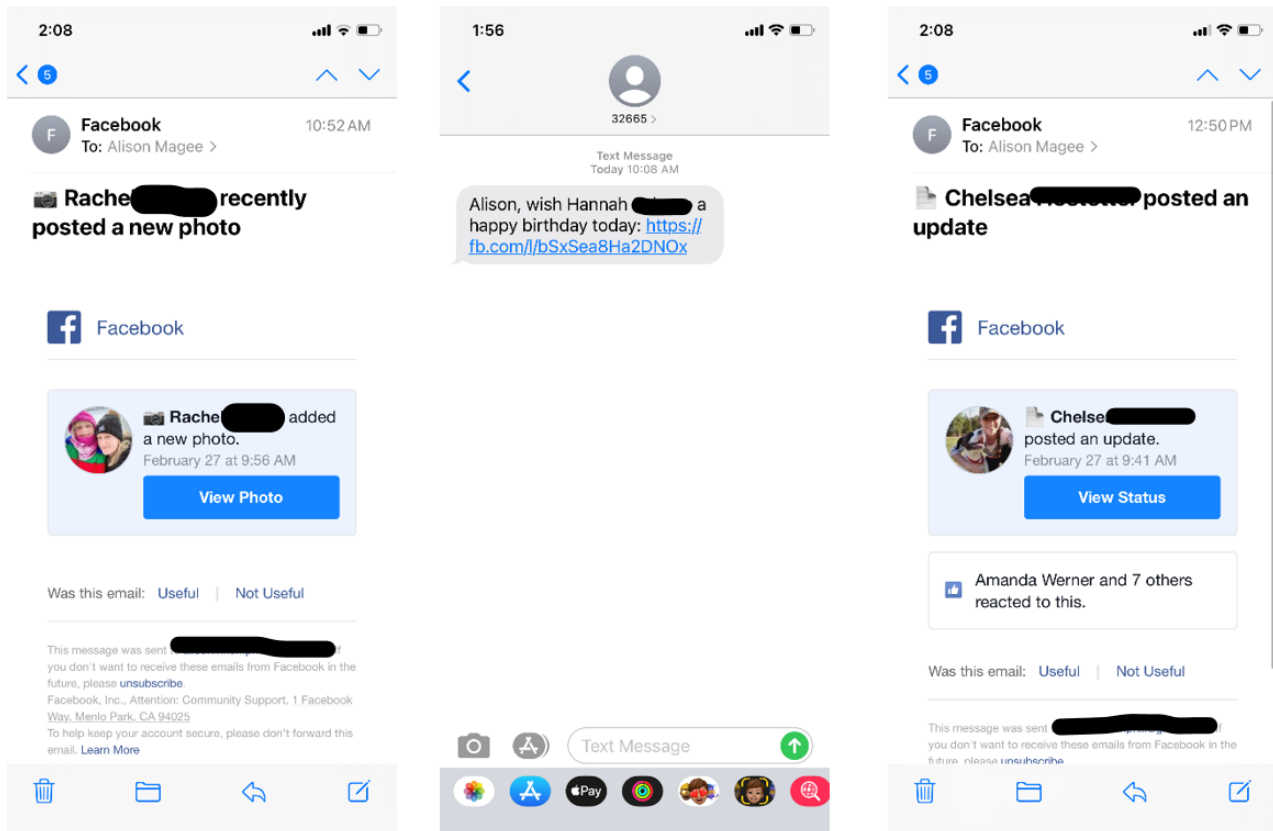 2:08
5
F
Facebook
10:52 AM
To: Alison Magee >
Rache recently
posted a new photo
Facebook
Rache added
a new photo.
February 27 at 9:56 AM
View Photo
Was this email: Useful | Not Useful
This message was sent If
you don't want to receive these emails from Facebook in the
future, please unsubscribe.
Facebook, Inc., Attention: Community Support, 1 Facebook
Way, Menlo Park, CA 94025
To help keep your account secure, please don't forward this
email. Learn More
1:56
32665 >
Text Message
Today 10:08 AM
Alison, wish Hannah a
happy birthday today: https://
fb.com/l/bSxSea8Ha2DNOx
Text Message
Pay
2:08
5
F
Facebook
12:50 PM
To: Alison Magee >
Chelsea posted an
update
Facebook
Chelse
posted an update.
February 27 at 9:41 AM
View Status
Amanda Werner and 7 others
reacted to this.
Was this email: Useful | Not Useful
This message was sent If
you don't want to receive these emails from Facebook in the
future, please unsubscribe